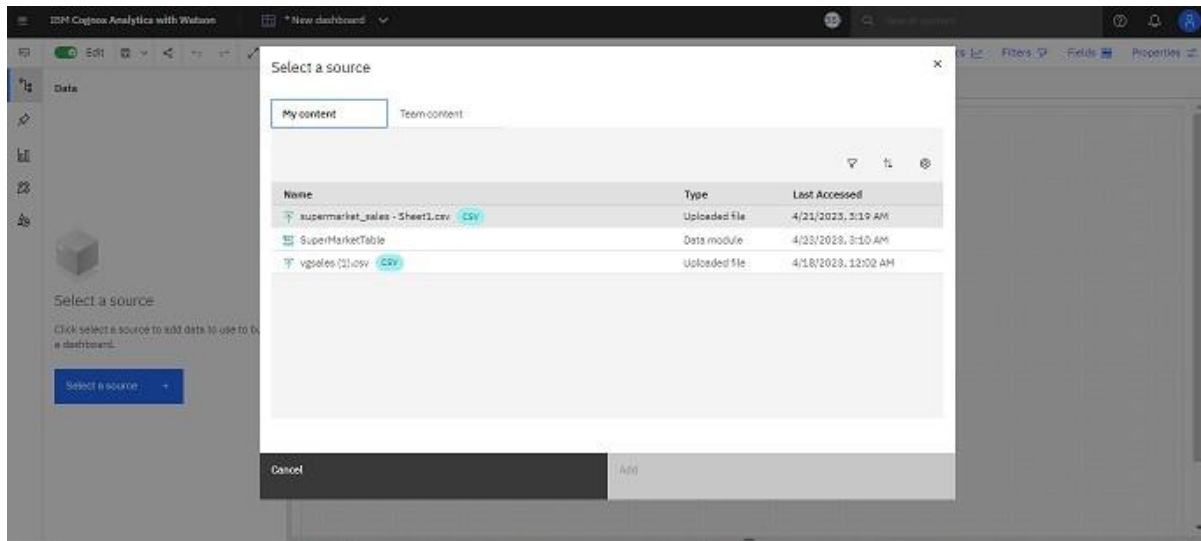 IBM Cognos Analytics with Watson
* New dashboard
Edit
Filters
Fields
Properties
Data
Select a source
My content
Team content
Name Type Last Accessed
supermarket_sales - Sheet1.csv CSV Uploaded file 4/21/2023, 3:19 AM
SuperMarketTable Data module 4/23/2023, 3:10 AM
vgsales (1).csv CSV Uploaded file 4/18/2023, 12:02 AM
Select a source
Click select a source to add data to use to
a dashboard.
Select a source +
Cancel
Add